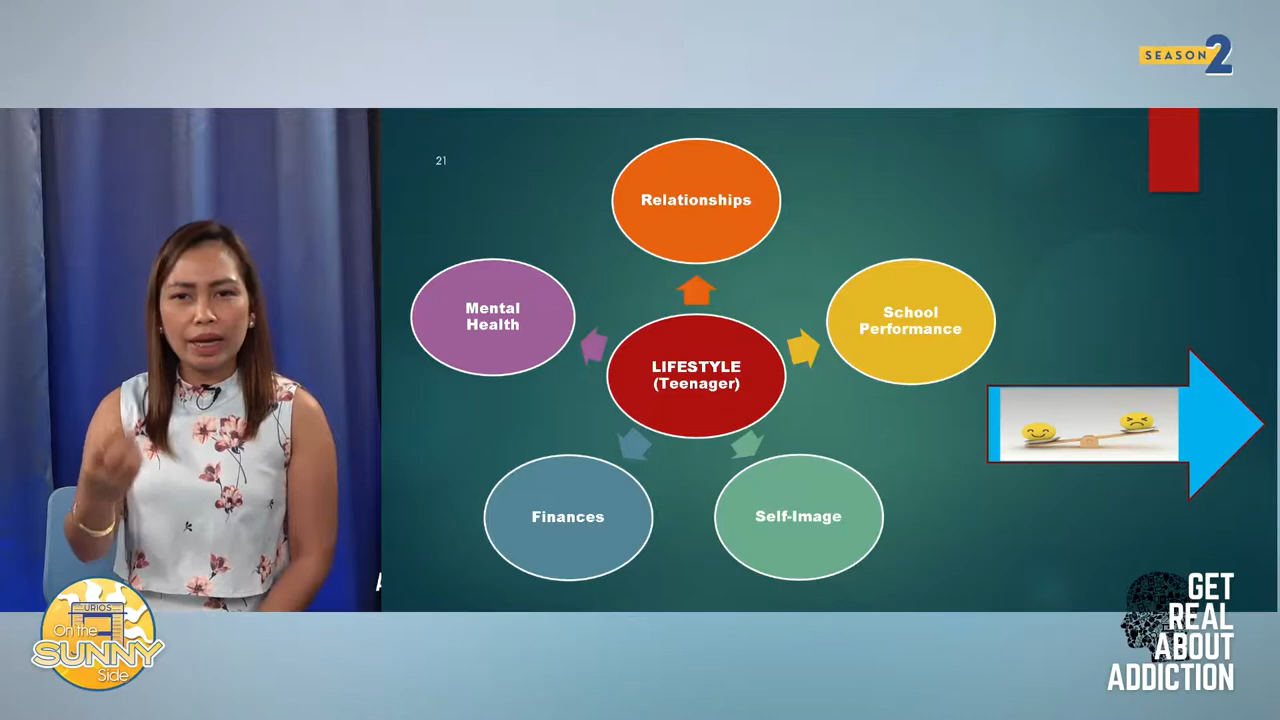 SEASON 2
21
Relationships
Mental
Health
School
Performance
LIFESTYLE
(Teenager)
Finances
Self-Image
A
URIOS
On the
SUNNY
Side
GET
REAL
ABOUT
ADDICTION